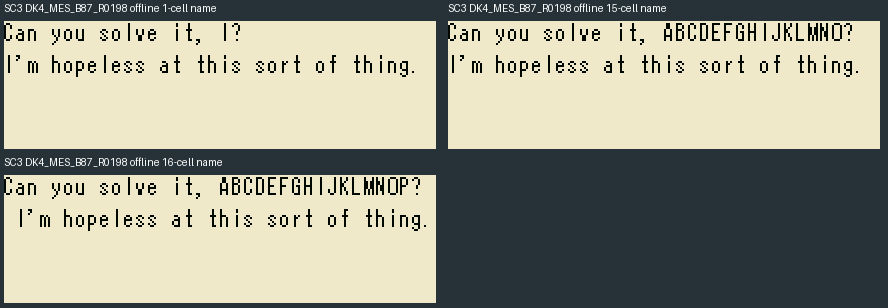 SC3 DK4_MES_B87_R0198 offline 1-cell name
Can you solve it, I?
I'm hopeless at this sort of thing.
SC3 DK4_MES_B87_R0198 offline 15-cell name
Can you solve it, ABCDEFGHIJKLMNO?
I'm hopeless at this sort of thing.
SC3 DK4_MES_B87_R0198 offline 16-cell name
Can you solve it, ABCDEFGHIJKLMNOP?
I'm hopeless at this sort of thing.